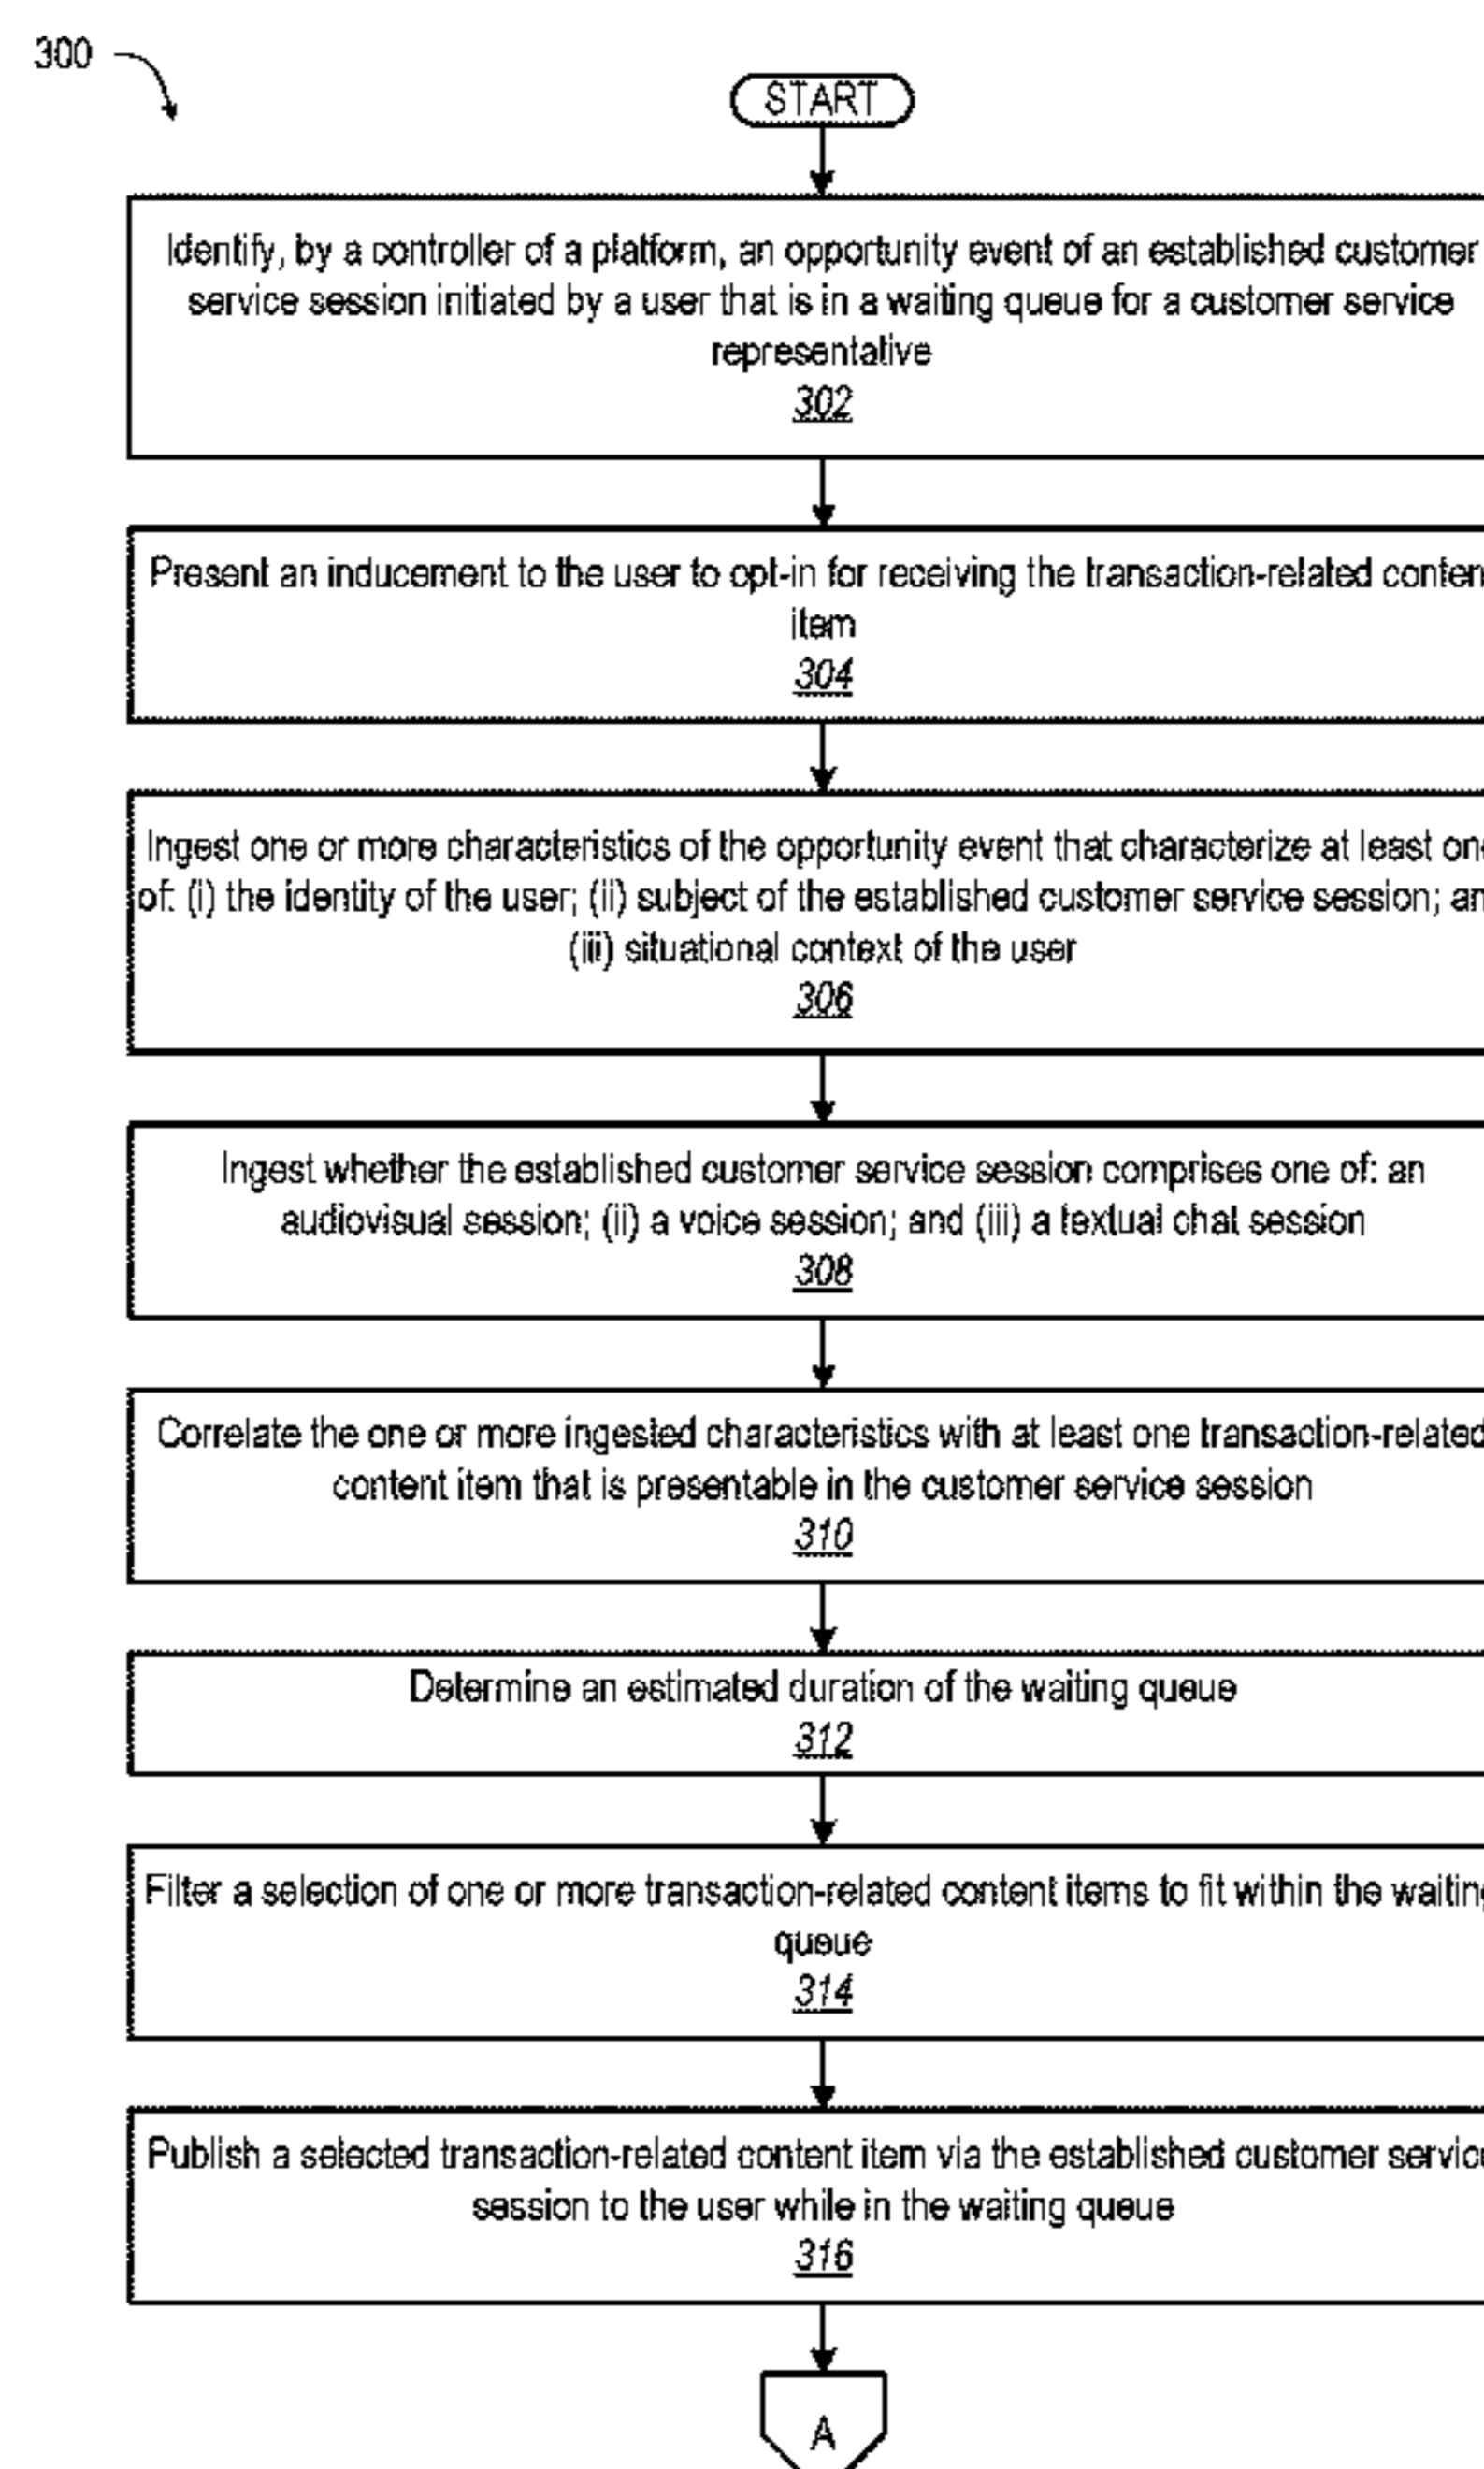 300
START
Identify, by a controller of a platform, an opportunity event of an established customer
service session initiated by a user that is in a waiting queue for a customer service
representative
302
Present an inducement to the user to opt-in for receiving the transaction-related conten
item
304
Ingest one or more characteristics of the opportunity event that characterize at least one
of: (i) the identity of the user; (ii) subject of the established customer service session; an
(iii) situational context of the user
306
Ingest whether the established customer service session comprises one of: an
audiovisual session; (ii) a voice session; and (iii) a textual chat session
308
Correlate the one or more ingested characteristics with at least one transaction-related
content item that is presentable in the customer service session
310
Determine an estimated duration of the waiting queue
312
Filter a selection of one or more transaction-related content items to fit within the waiting
queue
314
Publish a selected transaction-related content item via the established customer service
session to the user while in the waiting queue
316
A